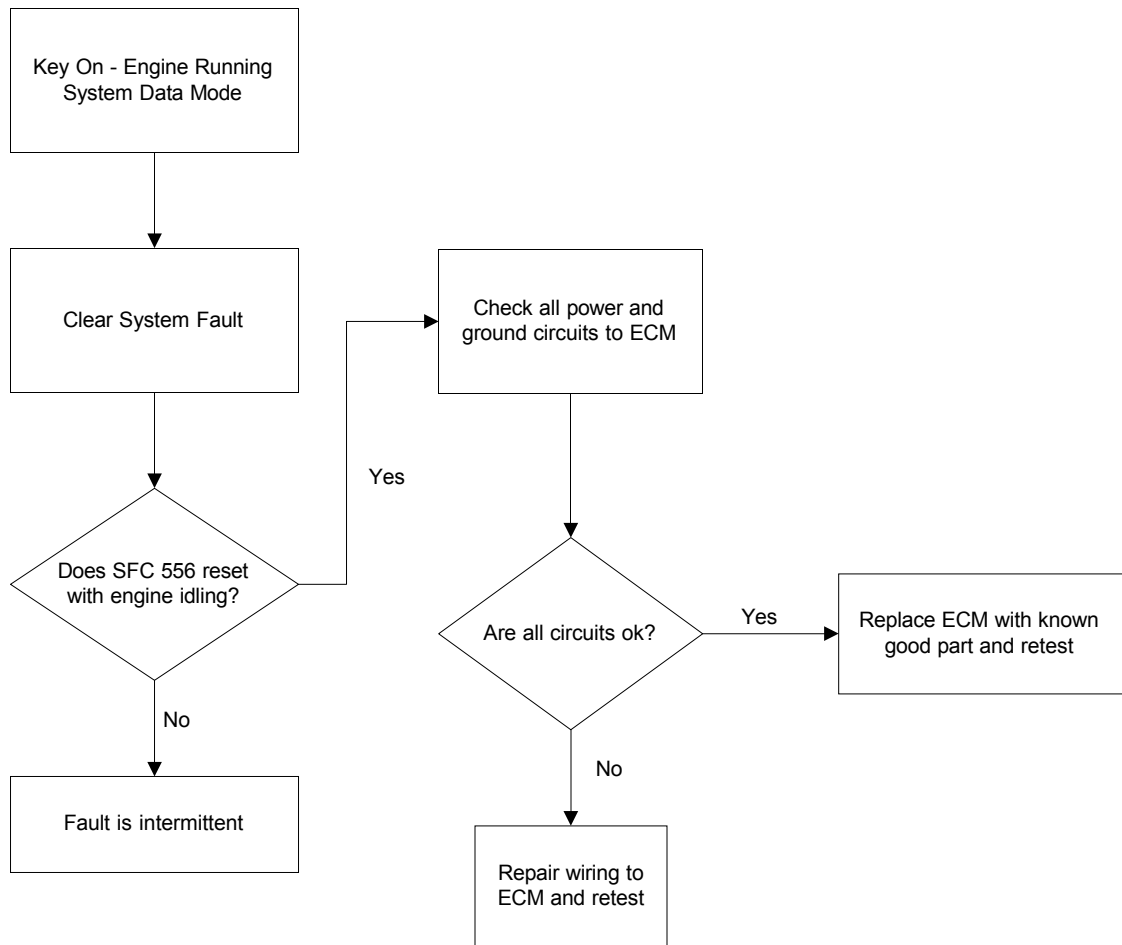 Key On - Engine Running
System Data Mode
Clear System Fault
Does SFC 556 reset
with engine idling?
No
Fault is intermittent
Yes
Check all power and
ground circuits to ECM
Are all circuits ok?
Yes
Replace ECM with known
good part and retest
No
Repair wiring to
ECM and retest